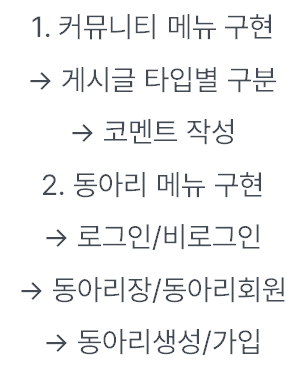 1. 커뮤니티 메뉴 구현
→ 게시글 타입별 구분
→ 코멘트 작성
2. 동아리 메뉴 구현
→ 로그인/비로그인
→ 동아리장/동아리회원
→ 동아리생성/가입